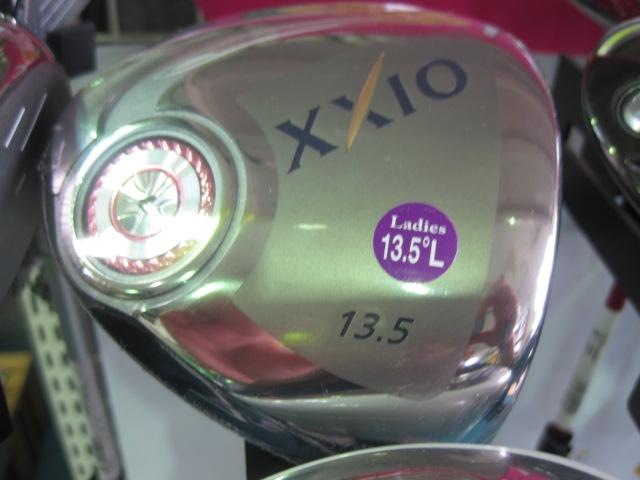 XXIO
Ladies
13.5°L
13.5